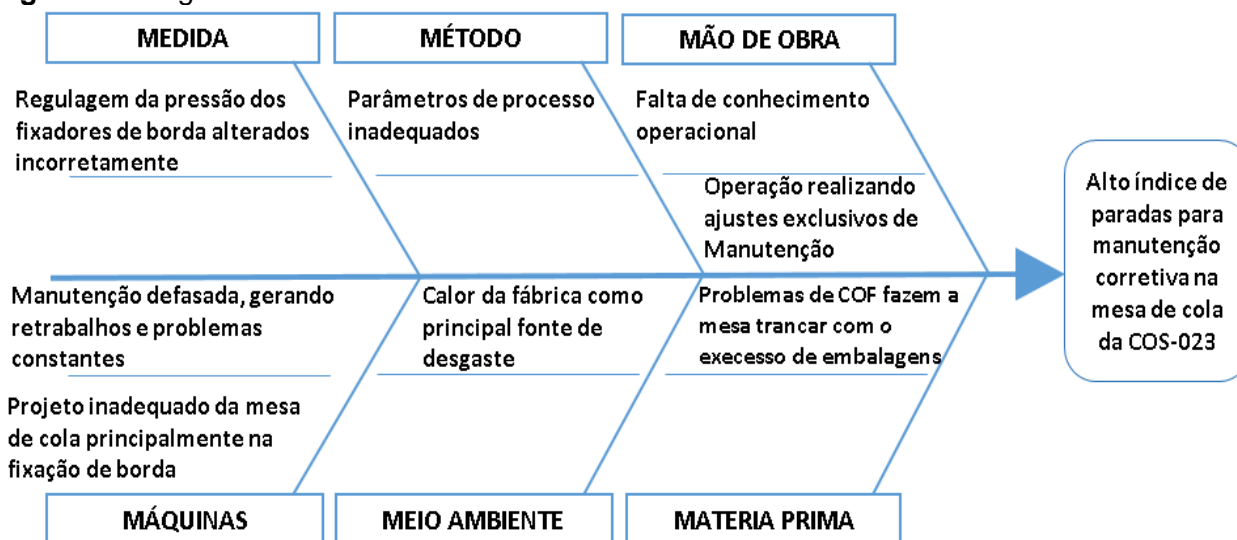 MEDIDA
MÉTODO
MÃO DE OBRA
Regulagem da pressão dos
fixadores de borda alterados
incorretamente
Parâmetros de processo
inadequados
Falta de conhecimento
operacional
Operação realizando
ajustes exclusivos de
Manutenção
Alto índice de
paradas para
manutenção
corretiva na
mesa de cola
da COS-023
Manutenção defasada, gerando
retrabalhos e problemas
constantes
Projeto inadequado da mesa
de cola principalmente na
fixação de borda
Calor da fábrica como
principal fonte de
desgaste
Problemas de COF fazem a
mesa trancar com o
execesso de embalagens
MÁQUINAS
MEIO AMBIENTE
MATERIA PRIMA